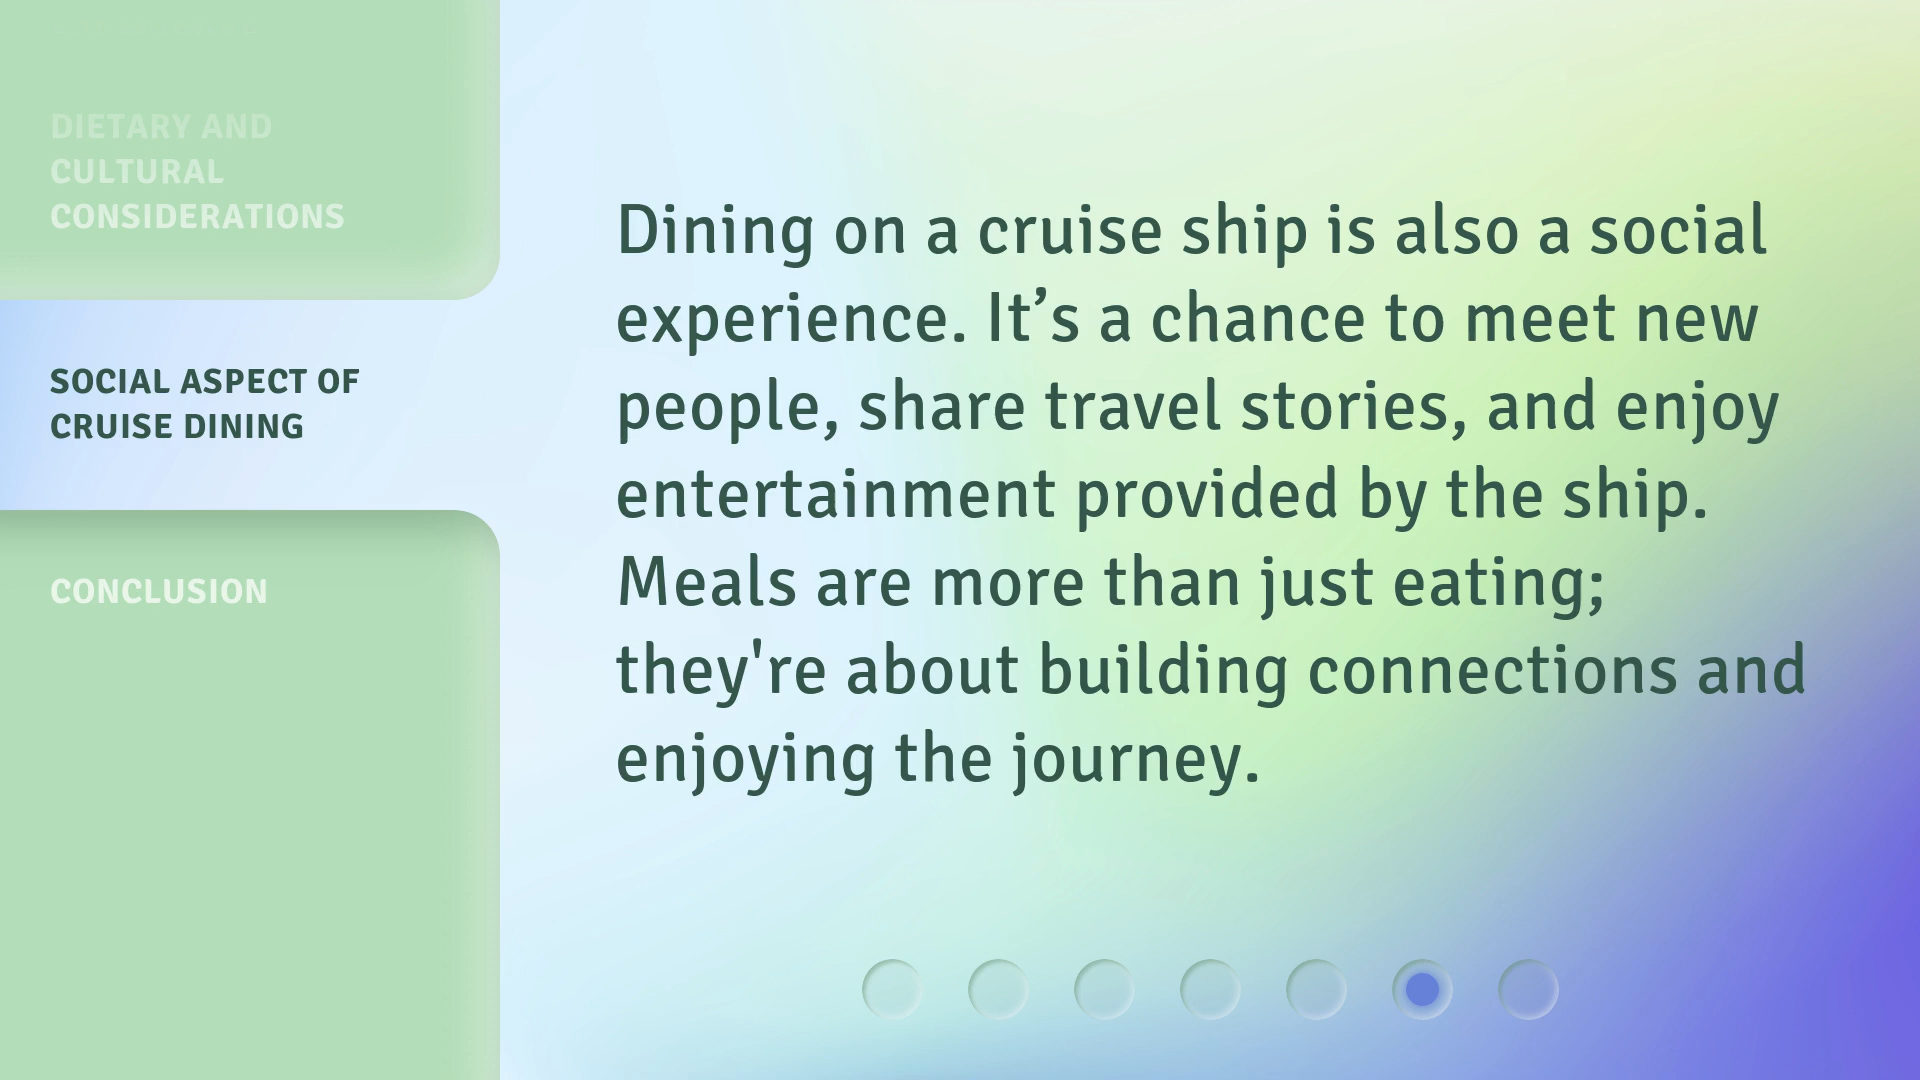 DIETARY AND
CULTURAL
CONSIDERATIONS
SOCIAL ASPECT OF
CRUISE DINING
CONCLUSION
Dining on a cruise ship is also a social
experience. It’s a chance to meet new
people, share travel stories, and enjoy
entertainment provided by the ship.
Meals are more than just eating;
they're about building connections and
enjoying the journey.